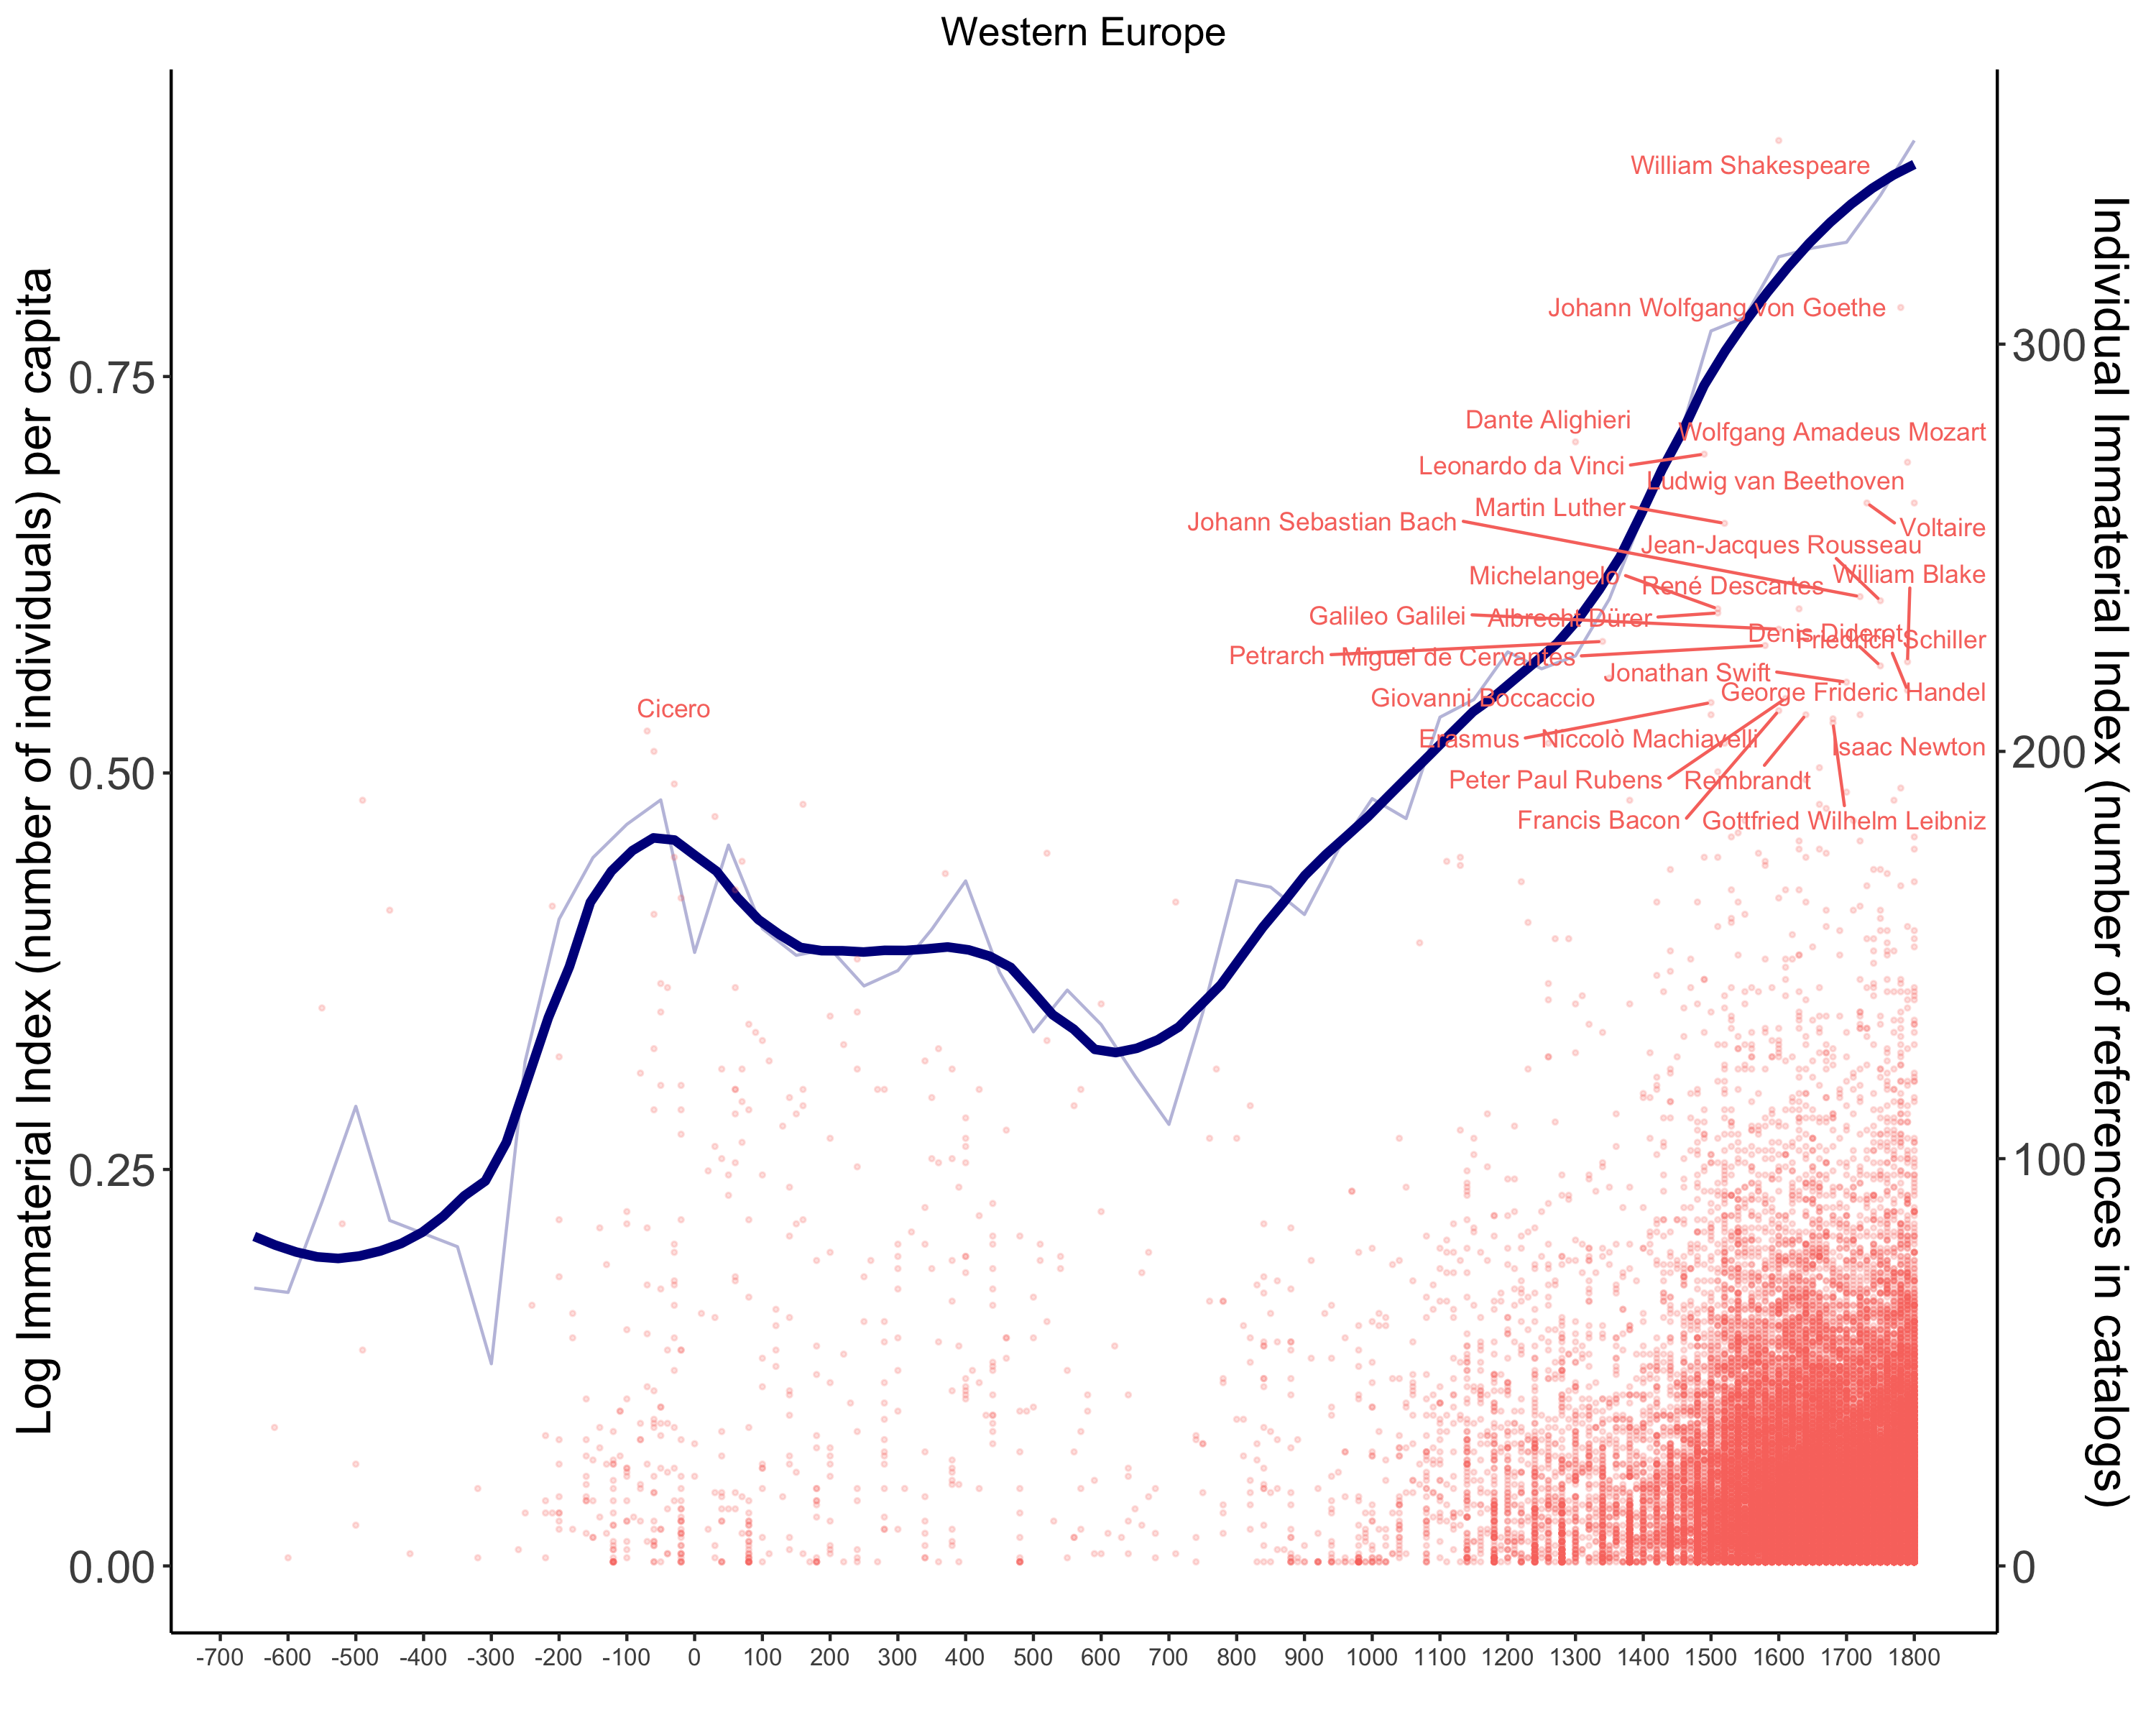 Western Europe
Log Immaterial Index (number of individuals) per capita
0.75
0.50
0.25
0.00
William Shakespeare
Johann Wolfgang von Goethe
Dante Alighieri
Wolfgang Amadeus Mozart
Leonardo da Vinci
Ludwig van Beethoven
Martin Luther
Johann Sebastian Bach
Voltaire
Jean-Jacques Rousseau
Michelangelo
William Blake
René Descartes
Galileo Galilei
Albrecht Dürer
Denis Diderot
Friedrich Schiller
Petrarch
Miguel de Cervantes
Jonathan Swift
George Frideric Handel
Giovanni Boccaccio
Cicero
Erasmus
Niccolò Machiavelli
Isaac Newton
Peter Paul Rubens
Rembrandt
Francis Bacon
Gottfried Wilhelm Leibniz
300
200
100
0
Individual Immaterial Index (number of references in catalogs)
-700 -600 -500 -400 -300 -200 -100 0 100 200 300 400 500 600 700 800 900 1000 1100 1200 1300 1400 1500 1600 1700 1800